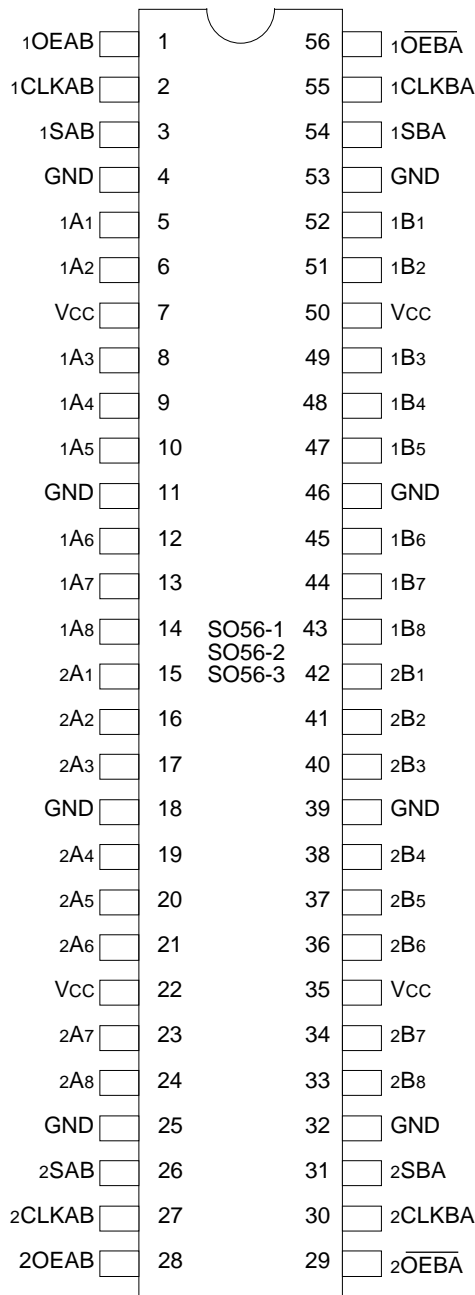 1OEAB 1 56 1OEBA
1CLKAB 2 55 1CLKBA
1SAB 3 54 1SBA
GND 4 53 GND
1A1 5 52 1B1
1A2 6 51 1B2
VCC 7 50 VCC
1A3 8 49 1B3
1A4 9 48 1B4
1A5 10 47 1B5
GND 11 46 GND
1A6 12 45 1B6
1A7 13 44 1B7
1A8 14 SO56-1 43 1B8
SO56-2
2A1 15 SO56-3 42 2B1
2A2 16 41 2B2
2A3 17 40 2B3
GND 18 39 GND
2A4 19 38 2B4
2A5 20 37 2B5
2A6 21 36 2B6
VCC 22 35 VCC
2A7 23 34 2B7
2A8 24 33 2B8
GND 25 32 GND
2SAB 26 31 2SBA
2CLKAB 27 30 2CLKBA
2OEAB 28 29 2OEBA